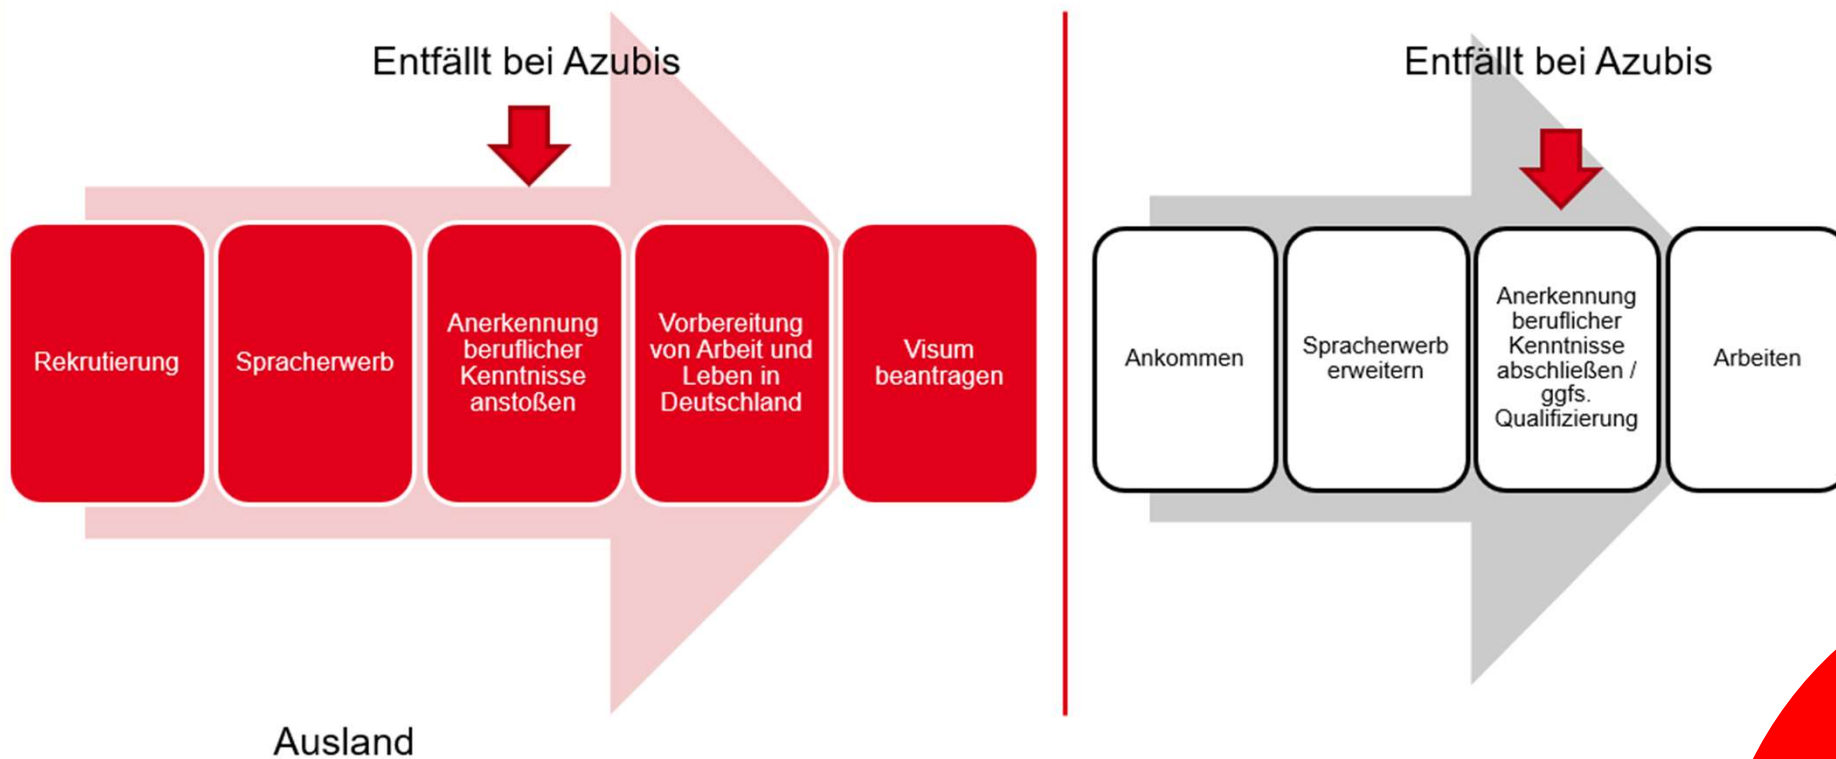 Entfällt bei Azubis
Rekrutierung
Spracherwerb
Anerkennung
beruflicher
Kenntnisse
anstoßen
Vorbereitung
von Arbeit und
Leben in
Deutschland
Visum
beantragen
Ausland
Entfällt bei Azubis
Ankommen
Spracherwerb
erweitern
Anerkennung
beruflicher
Kenntnisse
abschließen /
ggfs.
Qualifizierung
Arbeiten